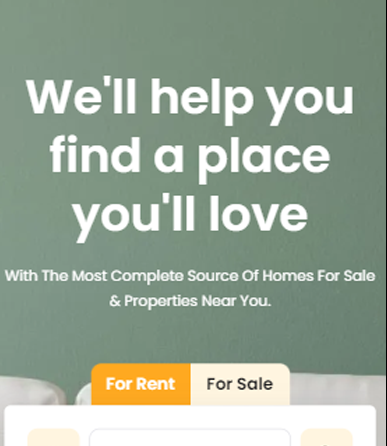 We'll help you
find a place
you'll love
With The Most Complete Source Of Homes For Sale
& Properties Near You.
For Rent For Sale